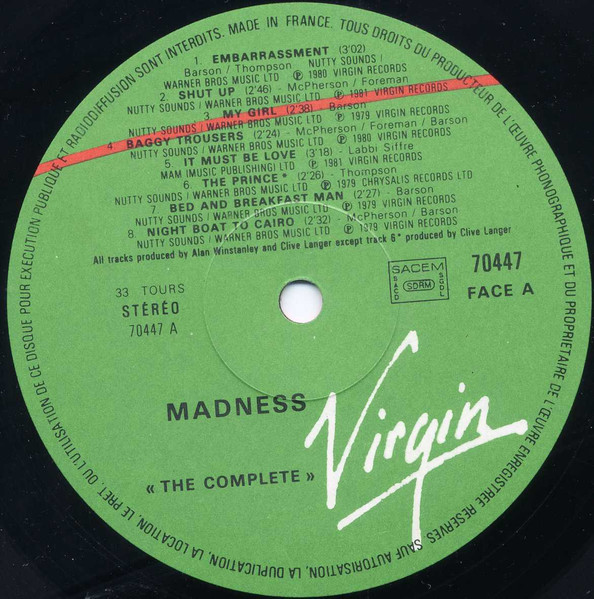 TOUS DROITS DU PRODUCTEUR DE L'ŒUVRE PHONOGRAPHIQUE ET DU PROPRIETAIRE DE L'ŒUVRE ENREGISTREE RESERVES. SAUF AUTORISATION, LA DUPLICATION, LA LOCATION, LE PRET, OU L'UTILISATION DE CE DISQUE POUR EXECUTION PUBLIQUE ET RADIODIFFUSION SONT INTERDITS. MADE IN FRANCE.
1. EMBARRASSMENT (3'02)
Barson / Thompson NUTTY SOUNDS /
WARNER BROS MUSIC LTD ℗ 1980 VIRGIN RECORDS
2. SHUT UP (2'46) - McPherson / Foreman
NUTTY SOUNDS / WARNER BROS MUSIC LTD ℗ 1981 VIRGIN RECORDS
3. MY GIRL (2'38) - Barson
NUTTY SOUNDS / WARNER BROS MUSIC LTD ℗ 1979 VIRGIN RECORDS
4. BAGGY TROUSERS (2'24) - McPherson / Foreman / Barson
NUTTY SOUNDS / WARNER BROS MUSIC LTD ℗ 1979 VIRGIN RECORDS
5. IT MUST BE LOVE (3'18) - Labbi Siffre
MAM (MUSIC PUBLISHING) LTD ℗ 1981 VIRGIN RECORDS
6. THE PRINCE* (2'26) - Thompson
NUTTY SOUNDS / WARNER BROS MUSIC LTD ℗ 1979 CHRYSALIS RECORDS LTD
7. BED AND BREAKFAST MAN (2'27) - Barson
NUTTY SOUNDS / WARNER BROS MUSIC LTD ℗ 1979 VIRGIN RECORDS
8. NIGHT BOAT TO CAIRO (2'32) - McPherson / Barson
NUTTY SOUNDS / WARNER BROS MUSIC LTD ℗ 1979 VIRGIN RECORDS
All tracks produced by Alan Winstanley and Clive Langer except track 6* produced by Clive Langer
33 TOURS
STÉRÉO
70447 A
SACEM
SACD
SDRM
SGDL
70447
FACE A
MADNESS
Virgin
« THE COMPLETE »